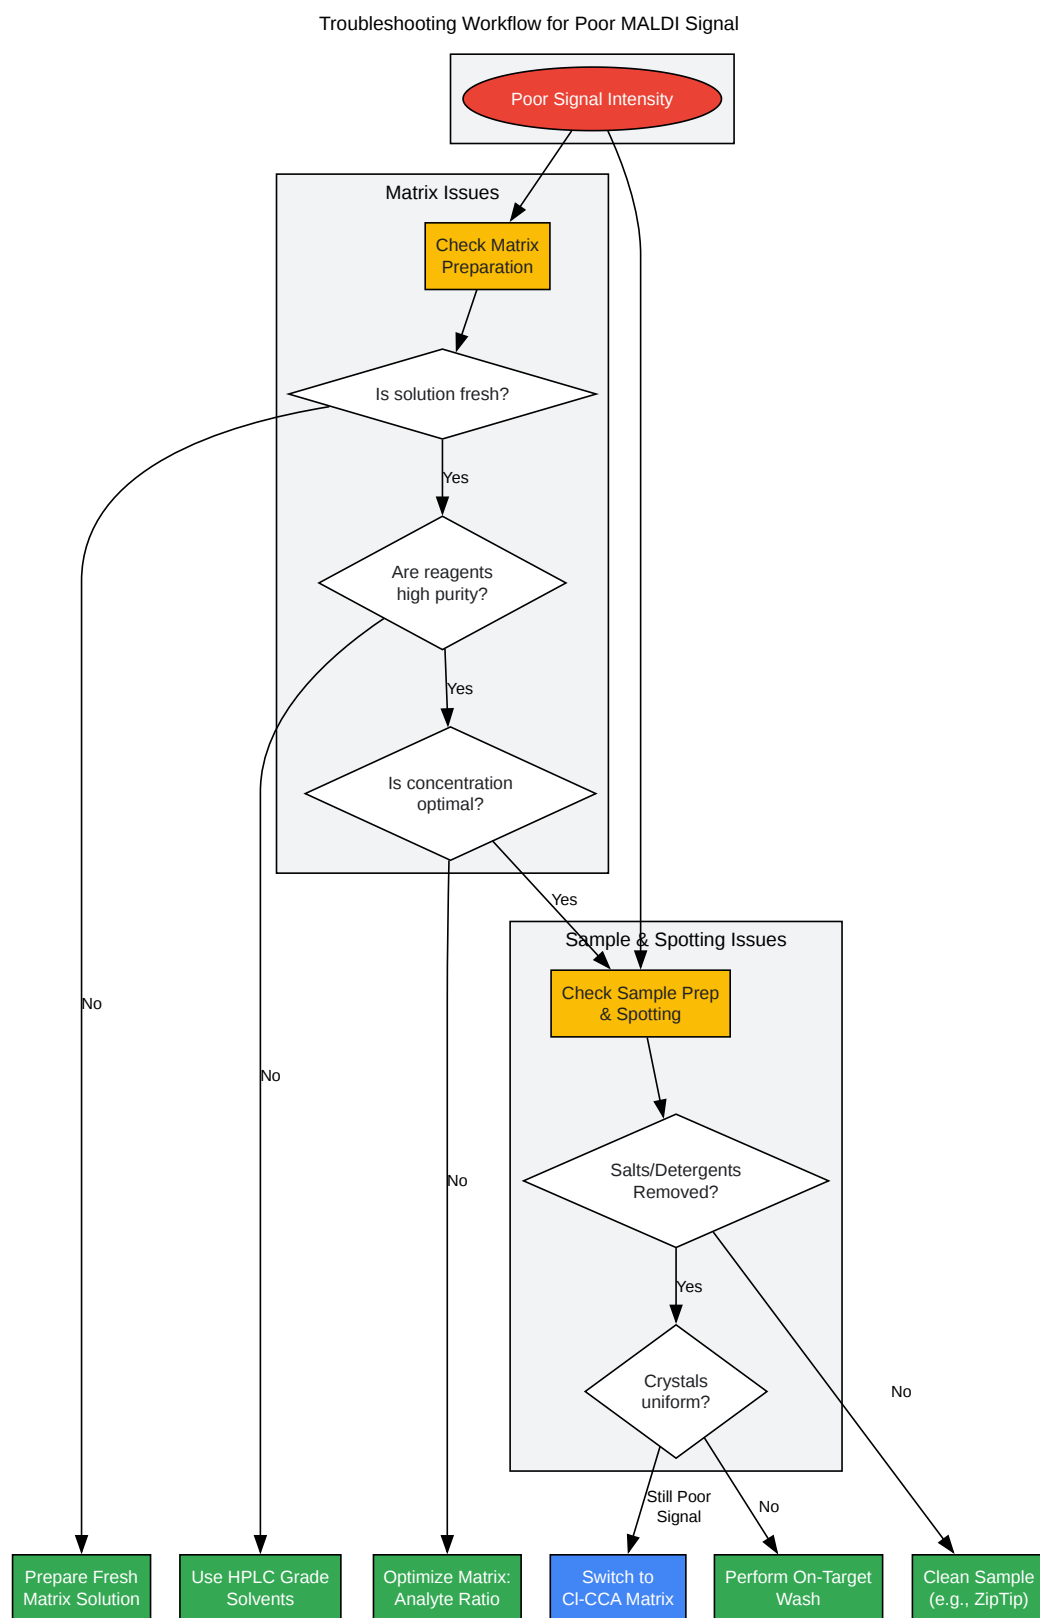 Troubleshooting Workflow for Poor MALDI Signal
Poor Signal Intensity
Matrix Issues
Check Matrix
Preparation
Is solution fresh?
Yes
Are reagents
high purity?
Yes
Is concentration
optimal?
Yes
Sample & Spotting Issues
Check Sample Prep
& Spotting
No
No
Salts/Detergents
Removed?
No
Yes
Crystals
uniform?
No
Still Poor
Signal
No
Prepare Fresh
Matrix Solution
Use HPLC Grade
Solvents
Optimize Matrix:
Analyte Ratio
Switch to
Cl-CCA Matrix
Perform On-Target
Wash
Clean Sample
(e.g., ZipTip)